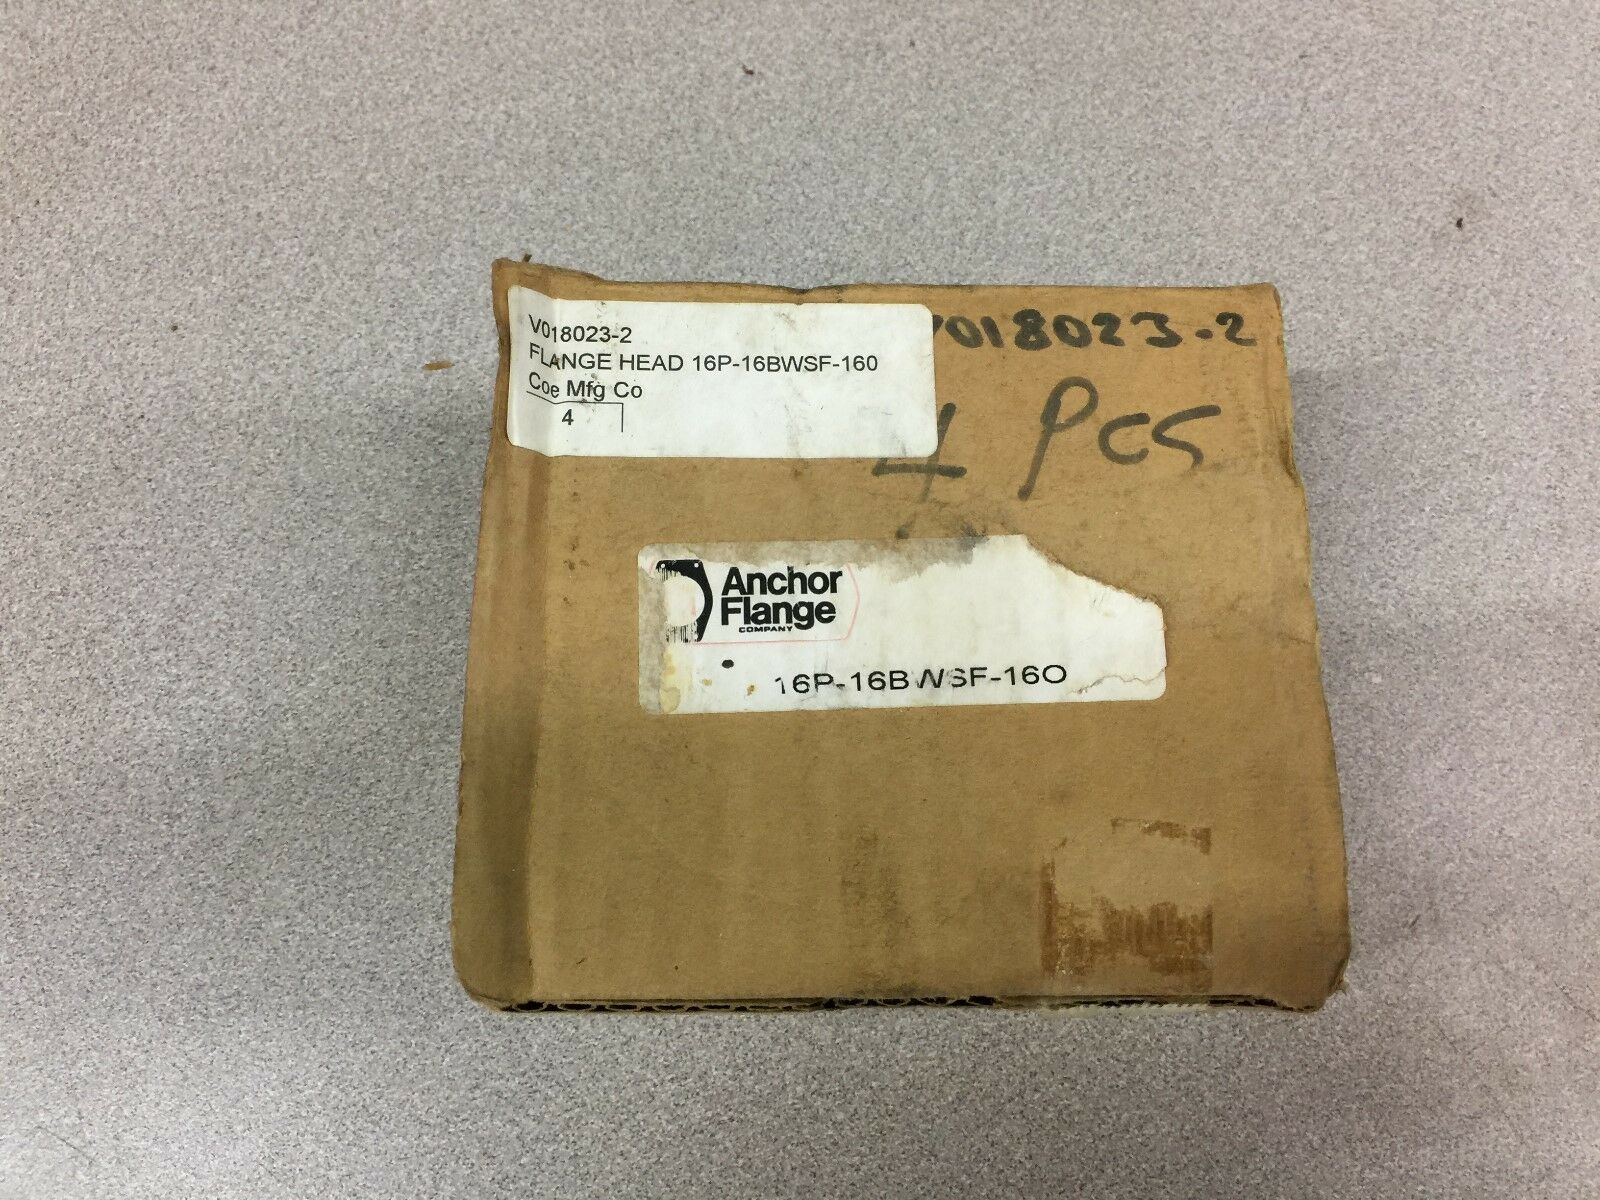 V018023-2
FLANGE HEAD 16P-16BWSF-160
Coe Mfg Co
4
V018023-2
4 Pcs
Anchor
Flange
COMPANY
16P-16BWSF-16O